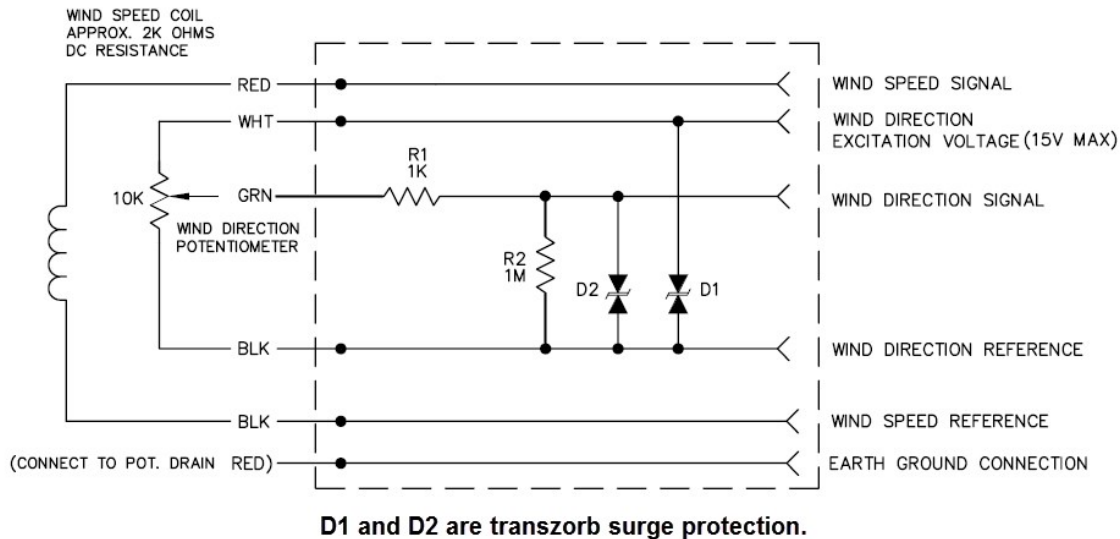 WIND SPEED COIL
APPROX. 2K OHMS
DC RESISTANCE
RED
WIND SPEED SIGNAL
WHT
WIND DIRECTION
EXCITATION VOLTAGE (15V MAX)
R1
1K
10K
GRN
WIND DIRECTION SIGNAL
WIND DIRECTION
POTENTIOMETER
R2
1M
D2
D1
BLK
WIND DIRECTION REFERENCE
BLK
WIND SPEED REFERENCE
(CONNECT TO POT. DRAIN RED)
EARTH GROUND CONNECTION
D1 and D2 are transzorb surge protection.